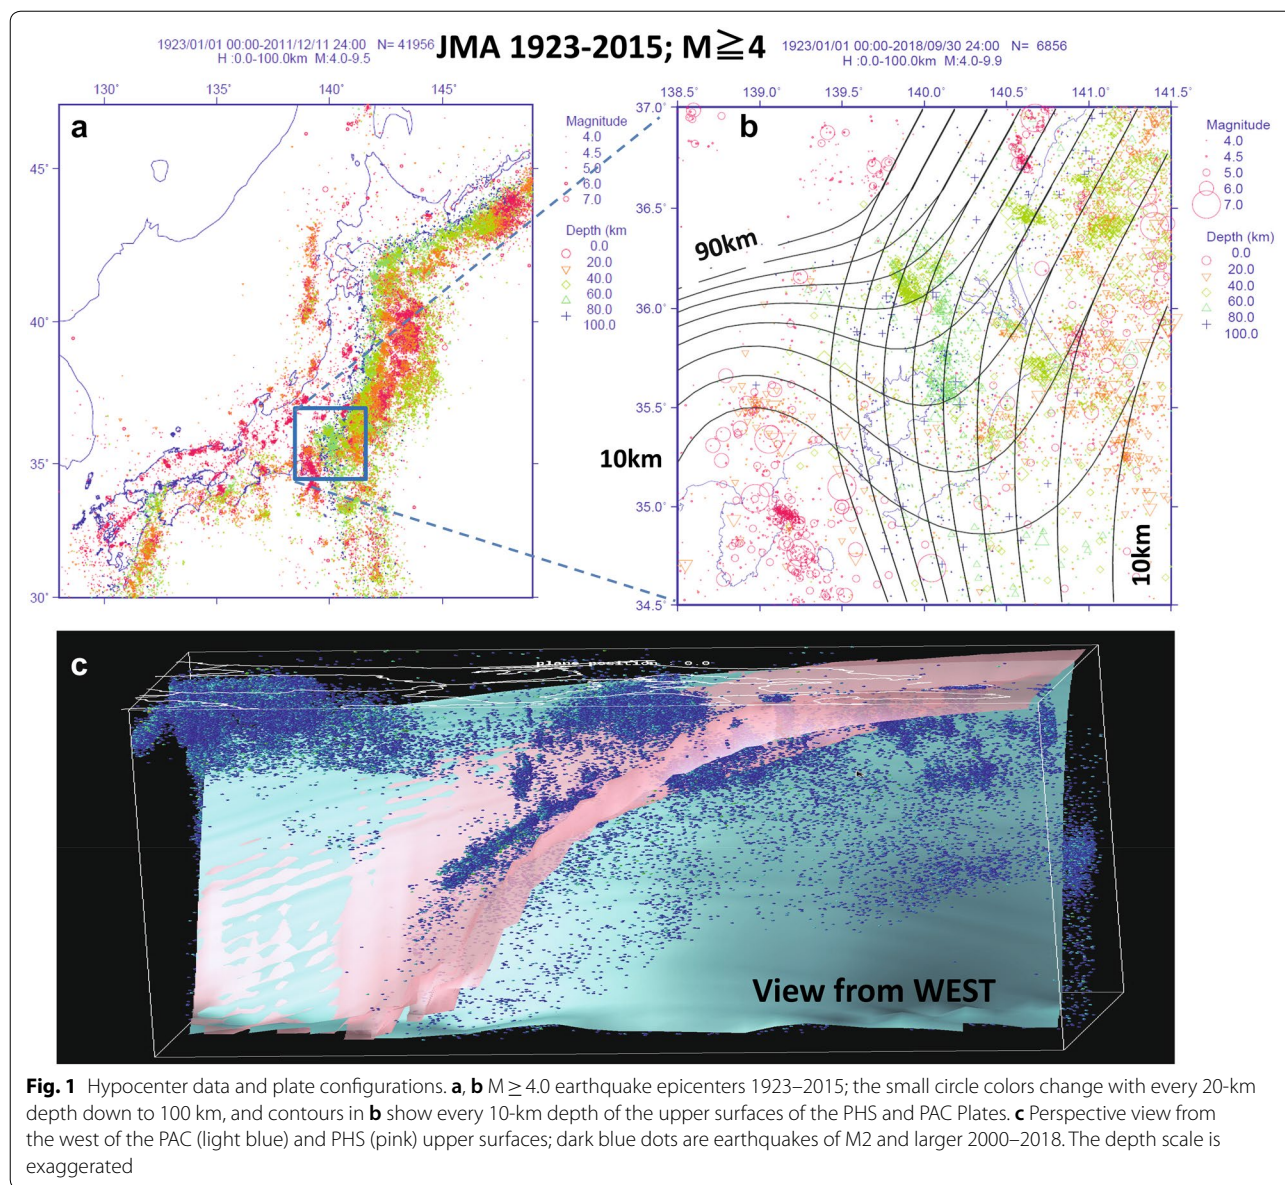 JMA 1923-2015; M≧4
1923/01/01 00:00-2011/12/11 24:00 N= 41956
H :0.0-100.0km M:4.0-9.5
1923/01/01 00:00-2018/09/30 24:00 N= 6856
H :0.0-100.0km M:4.0-9.9
130˚ 135˚ 140˚ 145˚
a
45˚
40˚
35˚
30˚
Magnitude
4.0
4.5
5.0
6.0
7.0
Depth (km
0.0
20.0
40.0
60.0
80.0
100.0
138.5˚ 139.0˚ 139.5˚ 140.0˚ 140.5˚ 141.0˚ 141.5˚
37.0˚
36.5˚
36.0˚
35.5˚
35.0˚
34.5˚
b
90km
10km
10km
Magnitude
4.0
4.5
5.0
6.0
7.0
Depth (km)
0.0
20.0
40.0
60.0
80.0
100.0
c
plane position 0.0
View from WEST
Fig. 1 Hypocenter data and plate configurations. a, b M ≥ 4.0 earthquake epicenters 1923–2015; the small circle colors change with every 20-km
depth down to 100 km, and contours in b show every 10-km depth of the upper surfaces of the PHS and PAC Plates. c Perspective view from
the west of the PAC (light blue) and PHS (pink) upper surfaces; dark blue dots are earthquakes of M2 and larger 2000–2018. The depth scale is
exaggerated